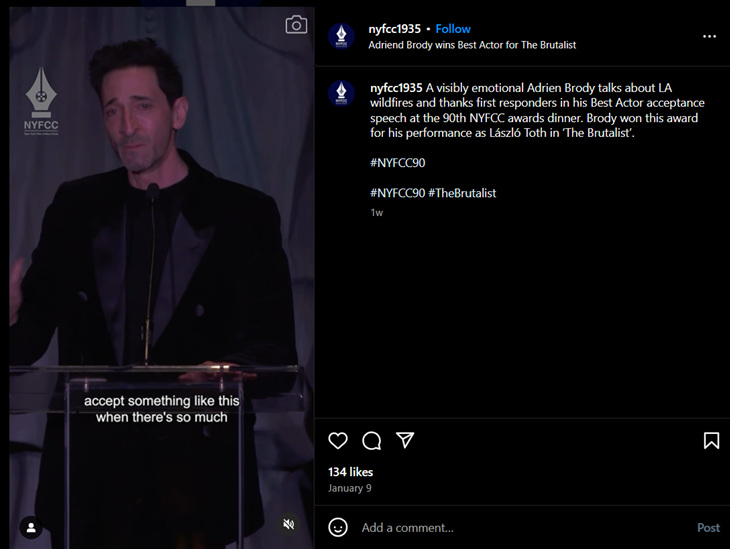 NYFCC
accept something like this
when there's so much
nyfcc1935 • Follow
Adriend Brody wins Best Actor for The Brutalist
nyfcc1935 A visibly emotional Adrien Brody talks about LA
wildfires and thanks first responders in his Best Actor acceptance
speech at the 90th NYFCC awards dinner. Brody won this award
for his performance as László Toth in ‘The Brutalist’.
#NYFCC90
#NYFCC90 #TheBrutalist
1w
134 likes
January 9
Add a comment...
Post